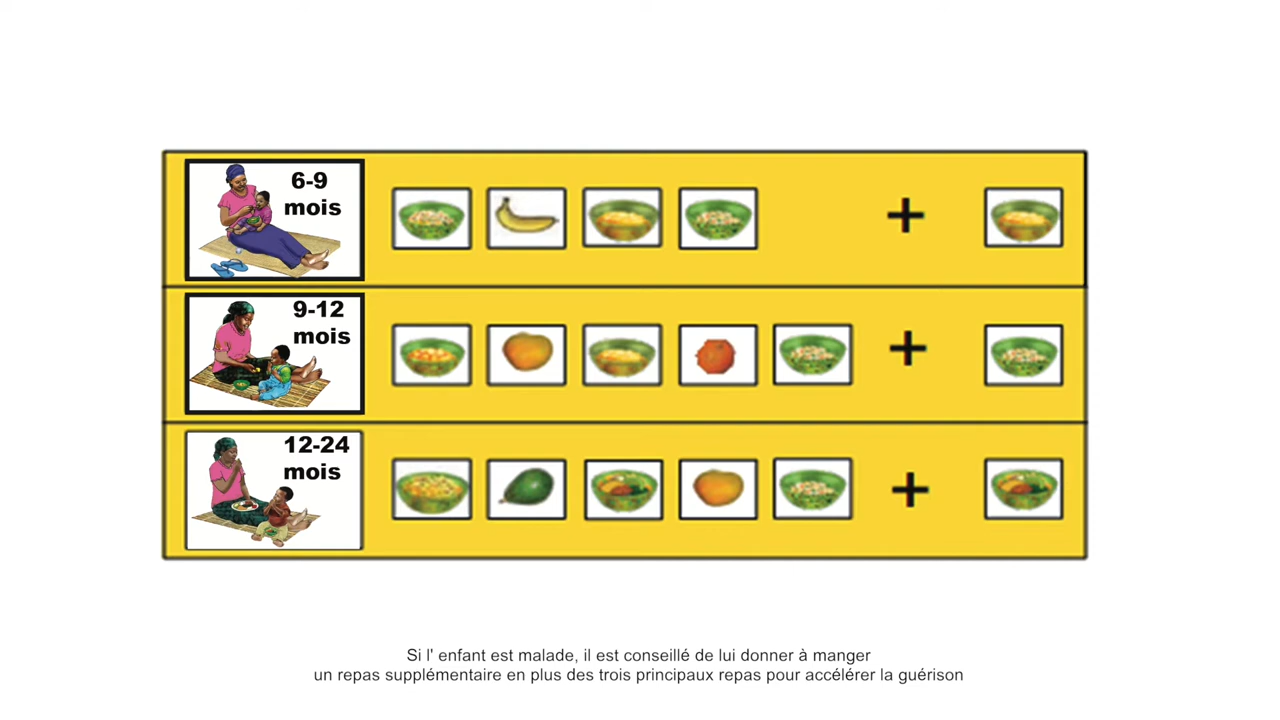 6-9
mois
9-12
mois
12-24
mois
Si l' enfant est malade, il est conseillé de lui donner à manger
un repas supplémentaire en plus des trois principaux repas pour accélérer la guérison